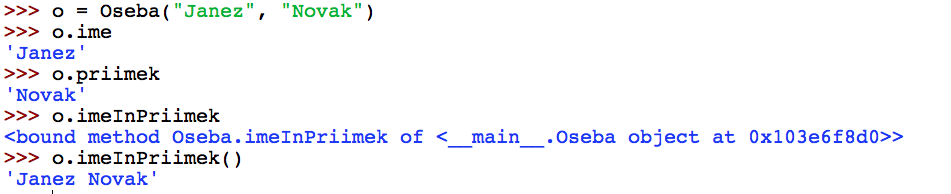 >>> o = Oseba("Janez", "Novak")
>>> o.ime
'Janez'
>>> o.priimek
'Novak'
>>> o.imeInPriimek
<bound method Oseba.imeInPriimek of <__main__.Oseba object at 0x103e6f8d0>>
>>> o.imeInPriimek()
'Janez Novak'